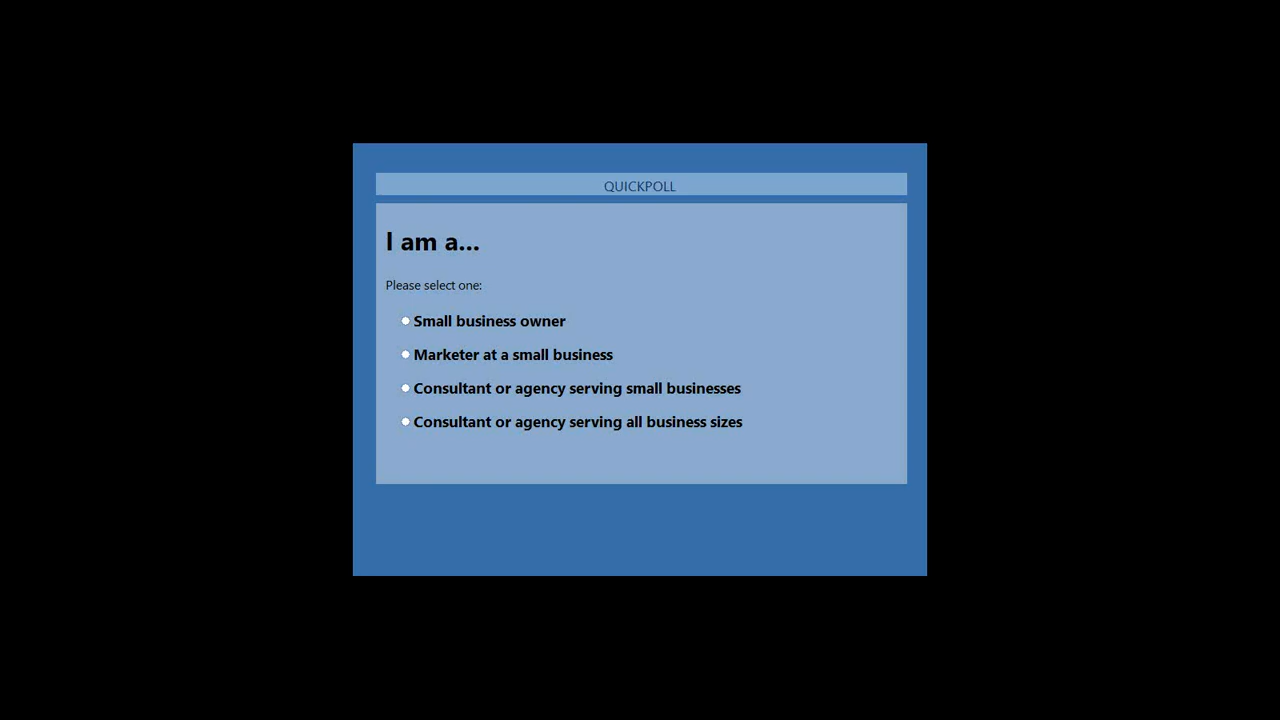 QUICKPOLL
I am a...
Please select one:
Small business owner
Marketer at a small business
Consultant or agency serving small businesses
Consultant or agency serving all business sizes